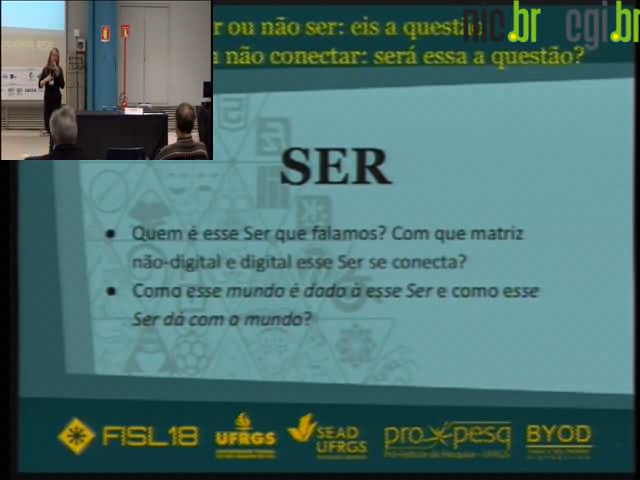 r ou não ser: eis a questão
nic.br cgi.br
u não conectar: será essa a questão?
SER
• Quem é esse Ser que falamos? Com que matriz
não-digital e digital esse Ser se conecta?
• Como esse mundo é dado à esse Ser e como esse
Ser dá com o mundo?
FISL18
UFRGS
SEAD
UFRGS
propesq
BYOD